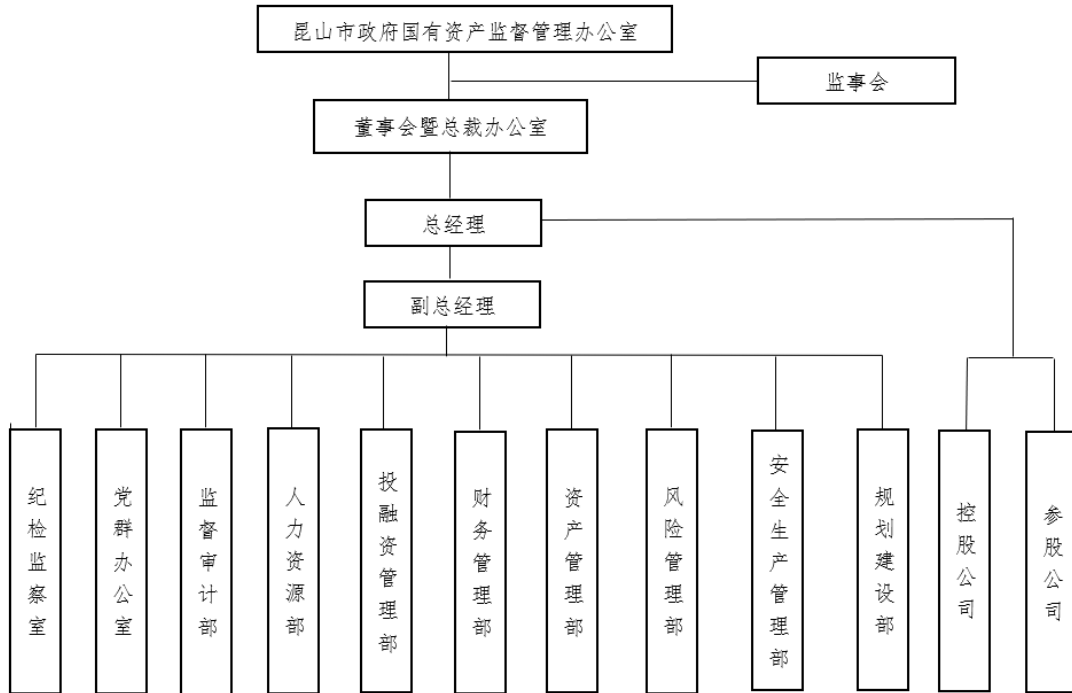 昆山市政府国有资产监督管理办公室
监事会
董事会暨总裁办公室
总经理
副总经理
纪检监察室
党群办公室
监督审计部
人力资源部
投融资管理部
财务管理部
资产管理部
风险管理部
安全生产管理部
规划建设部
控股公司
参股公司